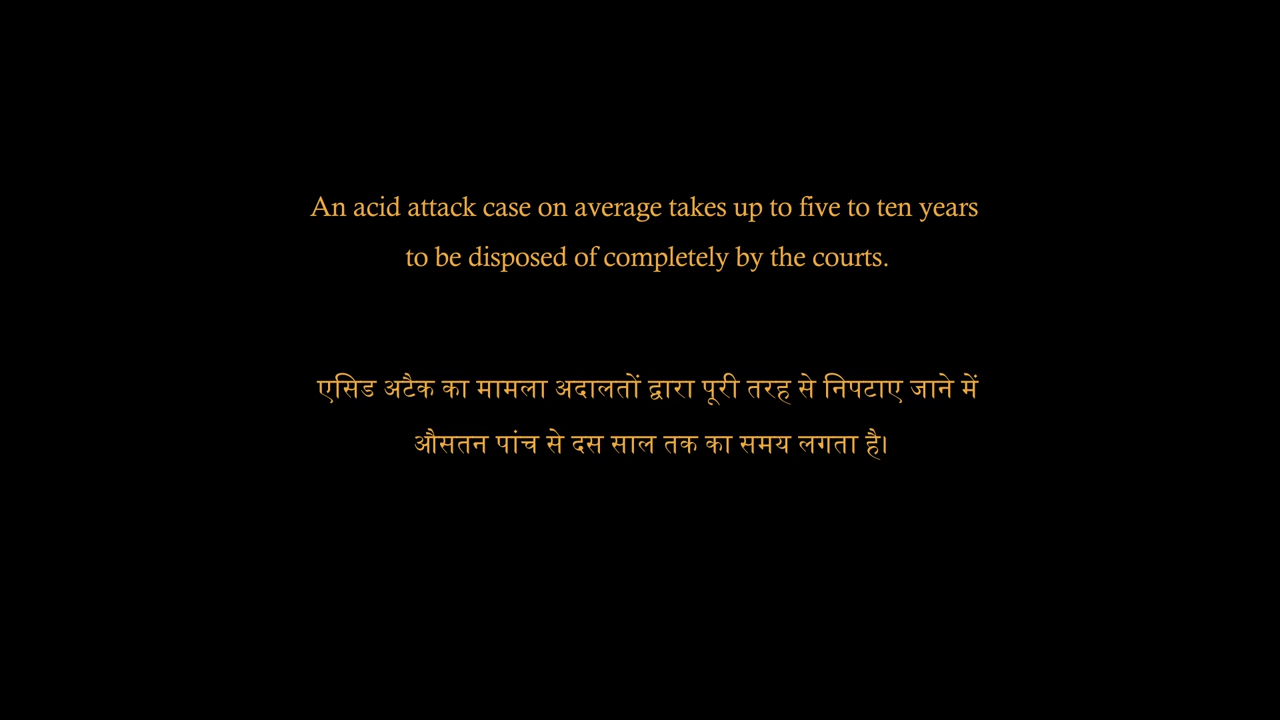 An acid attack case on average takes up to five to ten years
to be disposed of completely by the courts.
एसिड अटैक का मामला अदालतों द्वारा पूरी तरह से निपटाए जाने में
औसतन पांच से दस साल तक का समय लगता है।